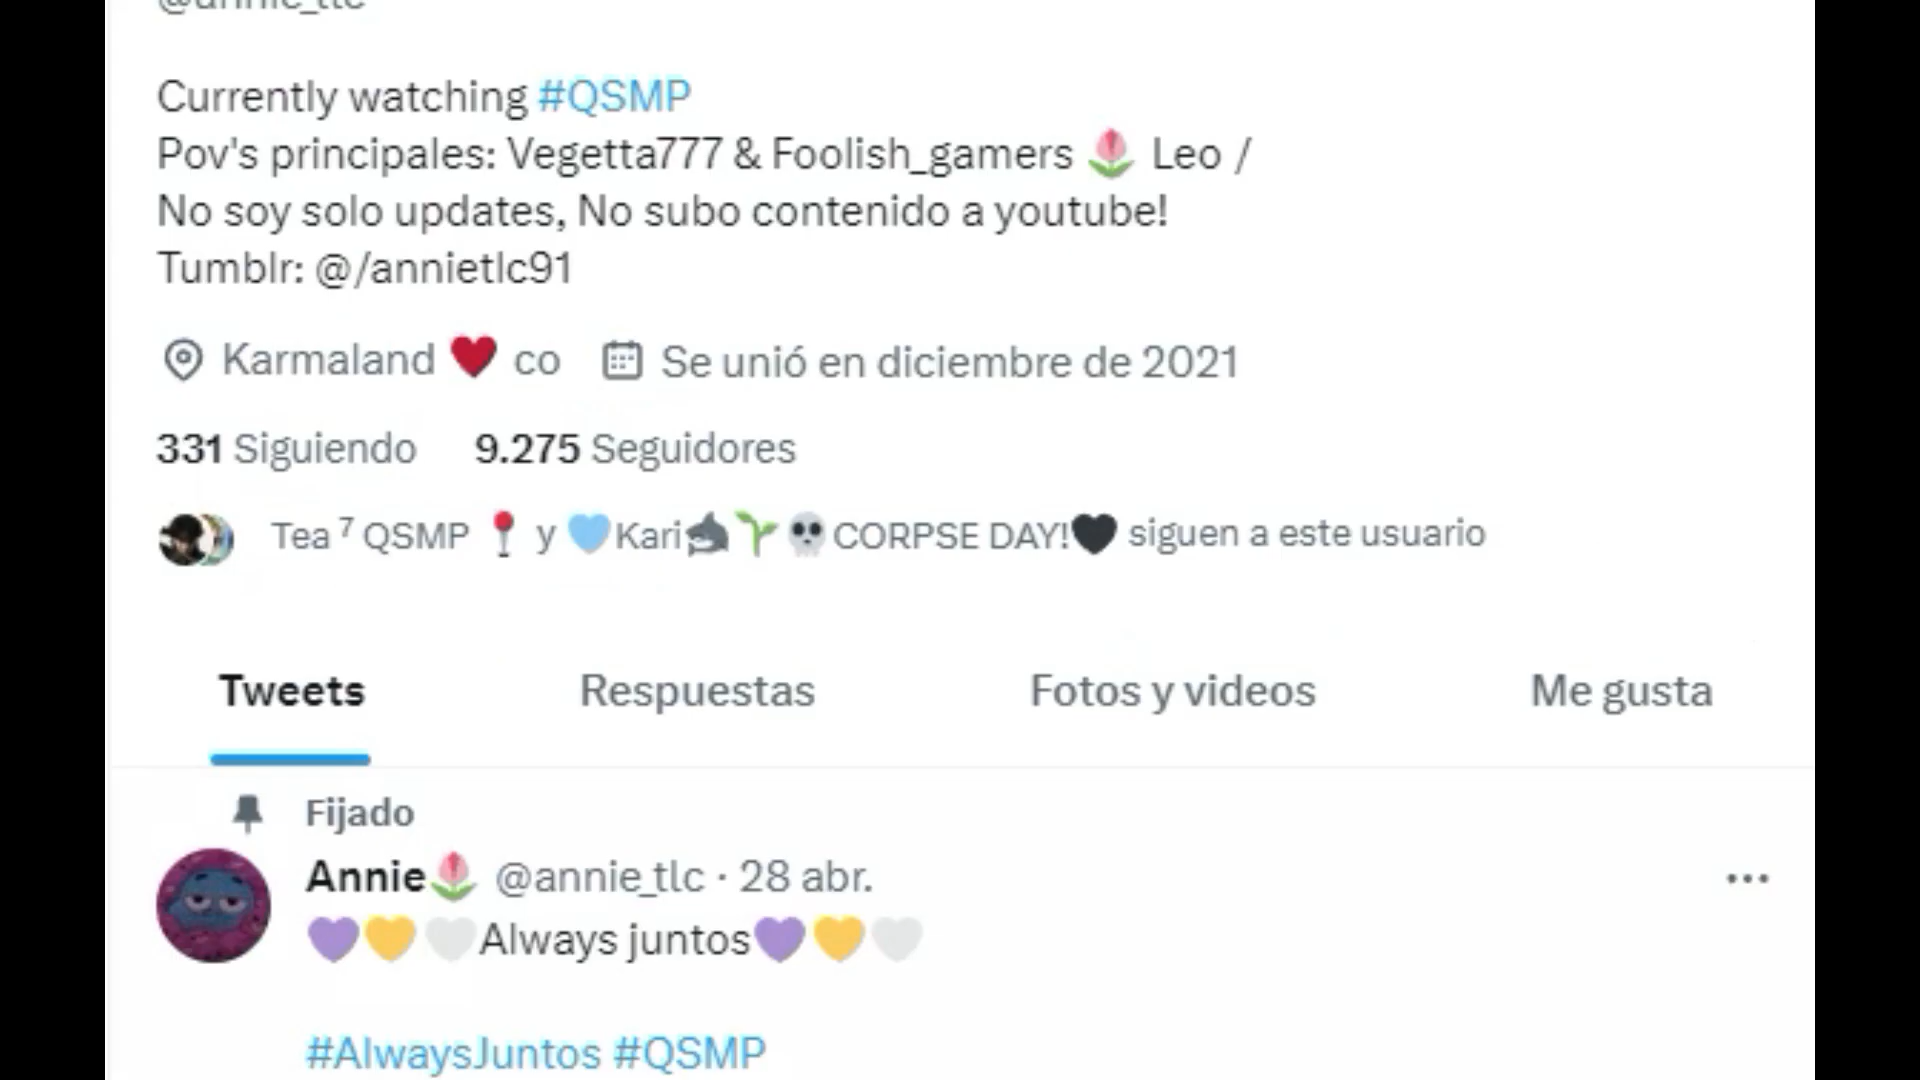 @annie_tlc
Currently watching #QSMP
Pov's principales: Vegetta777 & Foolish_gamers 🌷 Leo /
No soy solo updates, No subo contenido a youtube!
Tumblr: @/annietlc91
Karmaland ❤️ co Se unió en diciembre de 2021
331 Siguiendo 9.275 Seguidores
Tea ⁷ QSMP 📍 y 🩵Kari🦈🌱💀CORPSE DAY!🖤 siguen a este usuario
Tweets Respuestas Fotos y videos Me gusta
Fijado
Annie🌷 @annie_tlc · 28 abr.
💜💛🤍Always juntos💜💛🤍
#AlwaysJuntos #QSMP